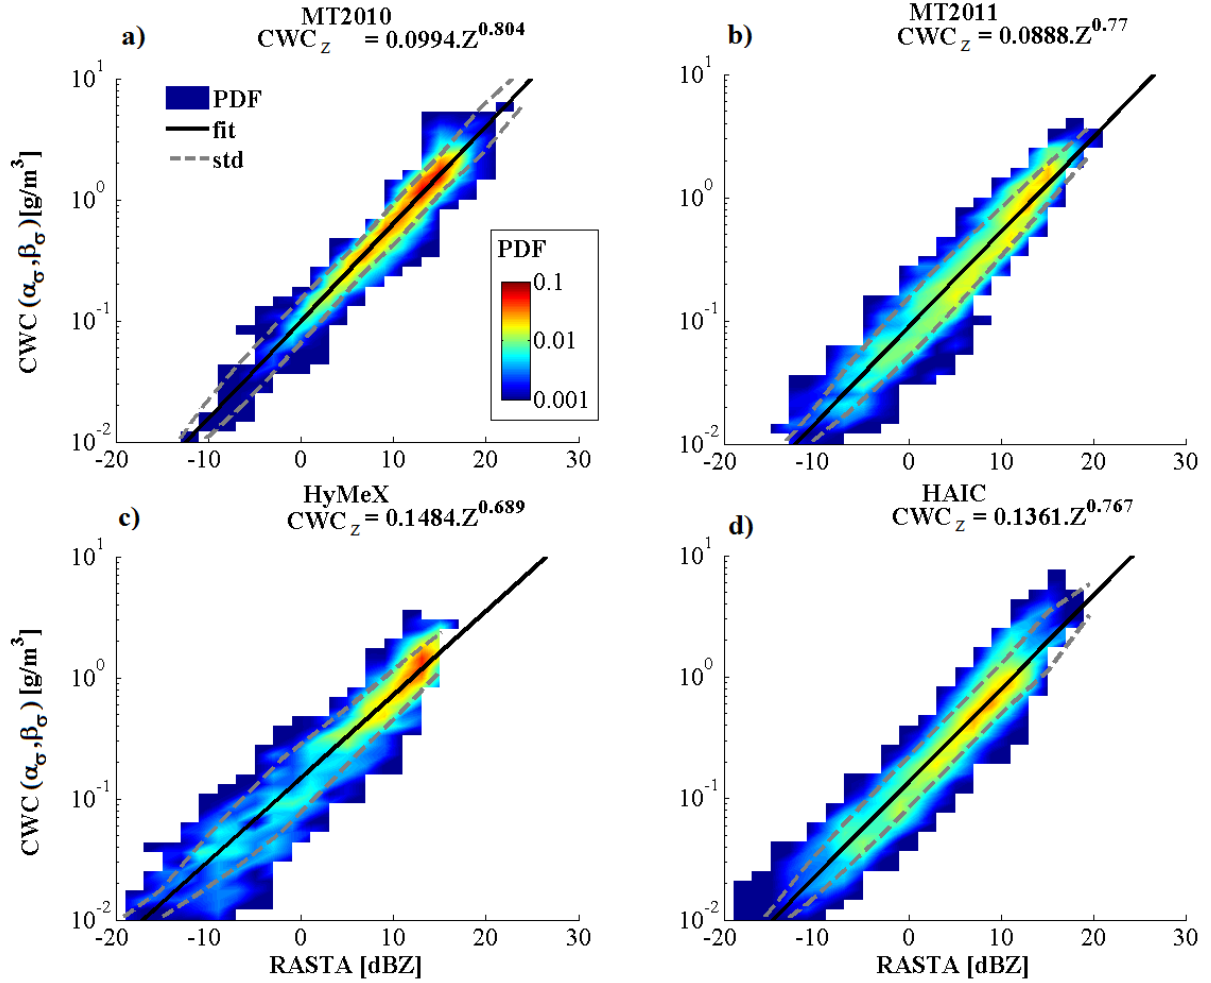 MT2010
a)
CWC_Z = 0.0994.Z^0.804
MT2011
b)
CWC_Z = 0.0888.Z^0.77
10^1
10^0
10^-1
10^-2
CWC (α_σ,β_σ)[g/m^3]
PDF
fit
std
PDF
0.1
0.01
0.001
-20 -10 0 10 20 30
10^1
10^0
10^-1
10^-2
-20 -10 0 10 20 30
HyMeX
c)
CWC_Z = 0.1484.Z^0.689
HAIC
d)
CWC_Z = 0.1361.Z^0.767
10^1
10^0
10^-1
10^-2
CWC (α_σ,β_σ) [g/m^3]
-20 -10 0 10 20 30
RASTA [dBZ]
10^1
10^0
10^-1
10^-2
-20 -10 0 10 20 30
RASTA [dBZ]